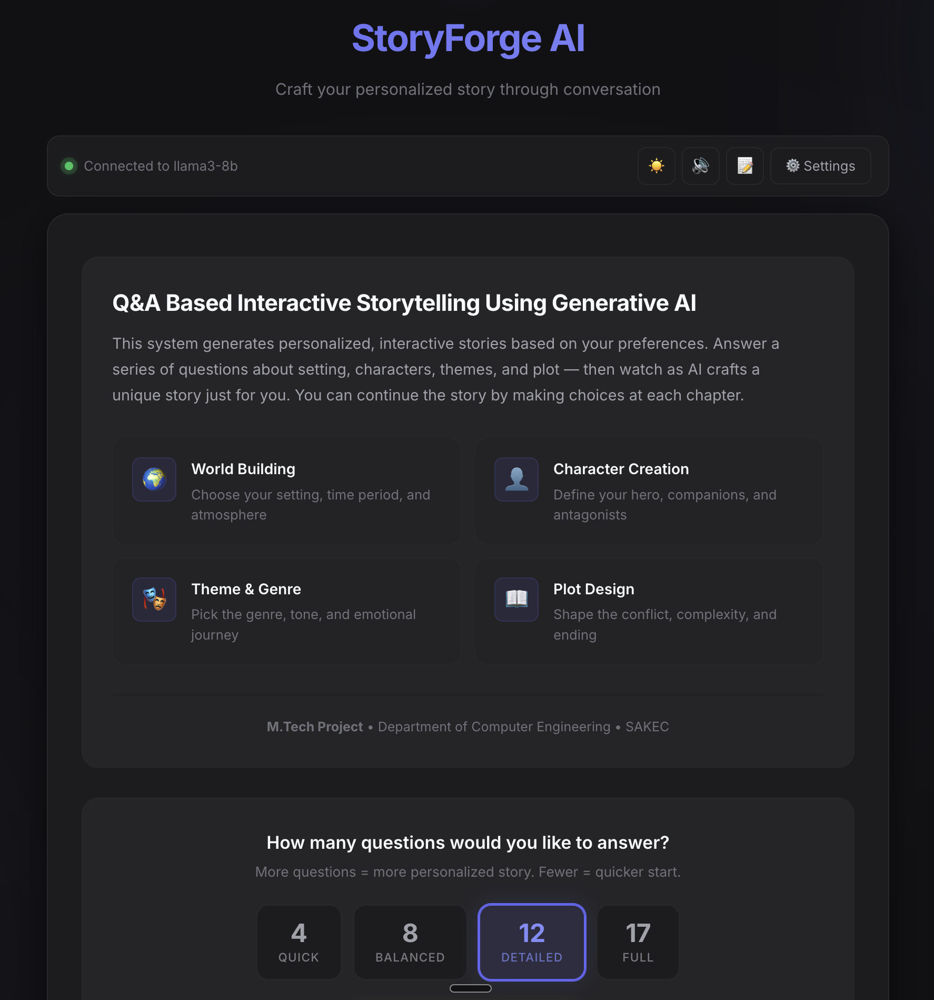 StoryForge AI
Craft your personalized story through conversation
Connected to llama3-8b
Settings
Q&A Based Interactive Storytelling Using Generative AI
This system generates personalized, interactive stories based on your preferences. Answer a
series of questions about setting, characters, themes, and plot — then watch as AI crafts a
unique story just for you. You can continue the story by making choices at each chapter.
World Building
Choose your setting, time period, and
atmosphere
Character Creation
Define your hero, companions, and
antagonists
Theme & Genre
Pick the genre, tone, and emotional
journey
Plot Design
Shape the conflict, complexity, and
ending
M.Tech Project • Department of Computer Engineering • SAKEC
How many questions would you like to answer?
More questions = more personalized story. Fewer = quicker start.
4
QUICK
8
BALANCED
12
DETAILED
17
FULL